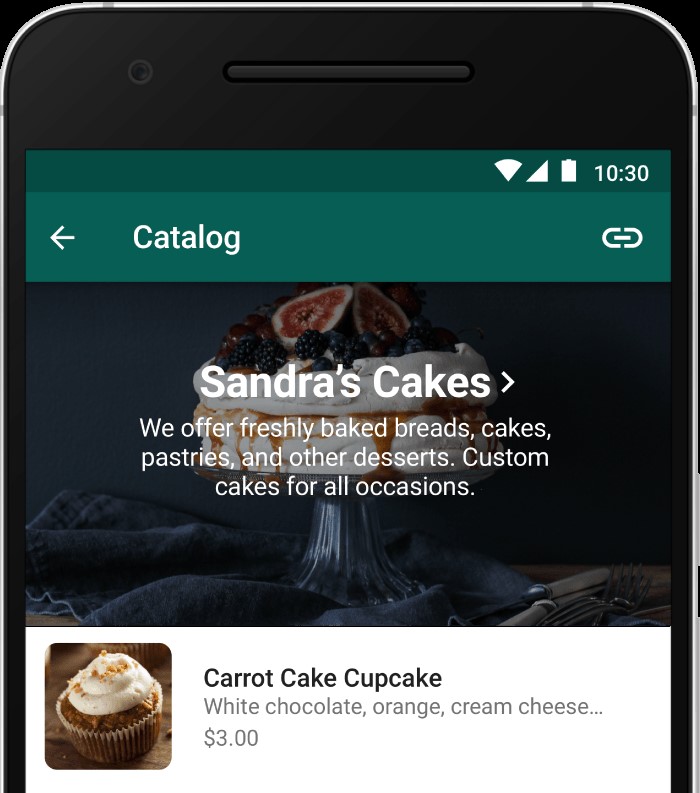 10:30
Catalog
Sandra’s Cakes
We offer freshly baked breads, cakes,
pastries, and other desserts. Custom
cakes for all occasions.
Carrot Cake Cupcake
White chocolate, orange, cream cheese...
$3.00